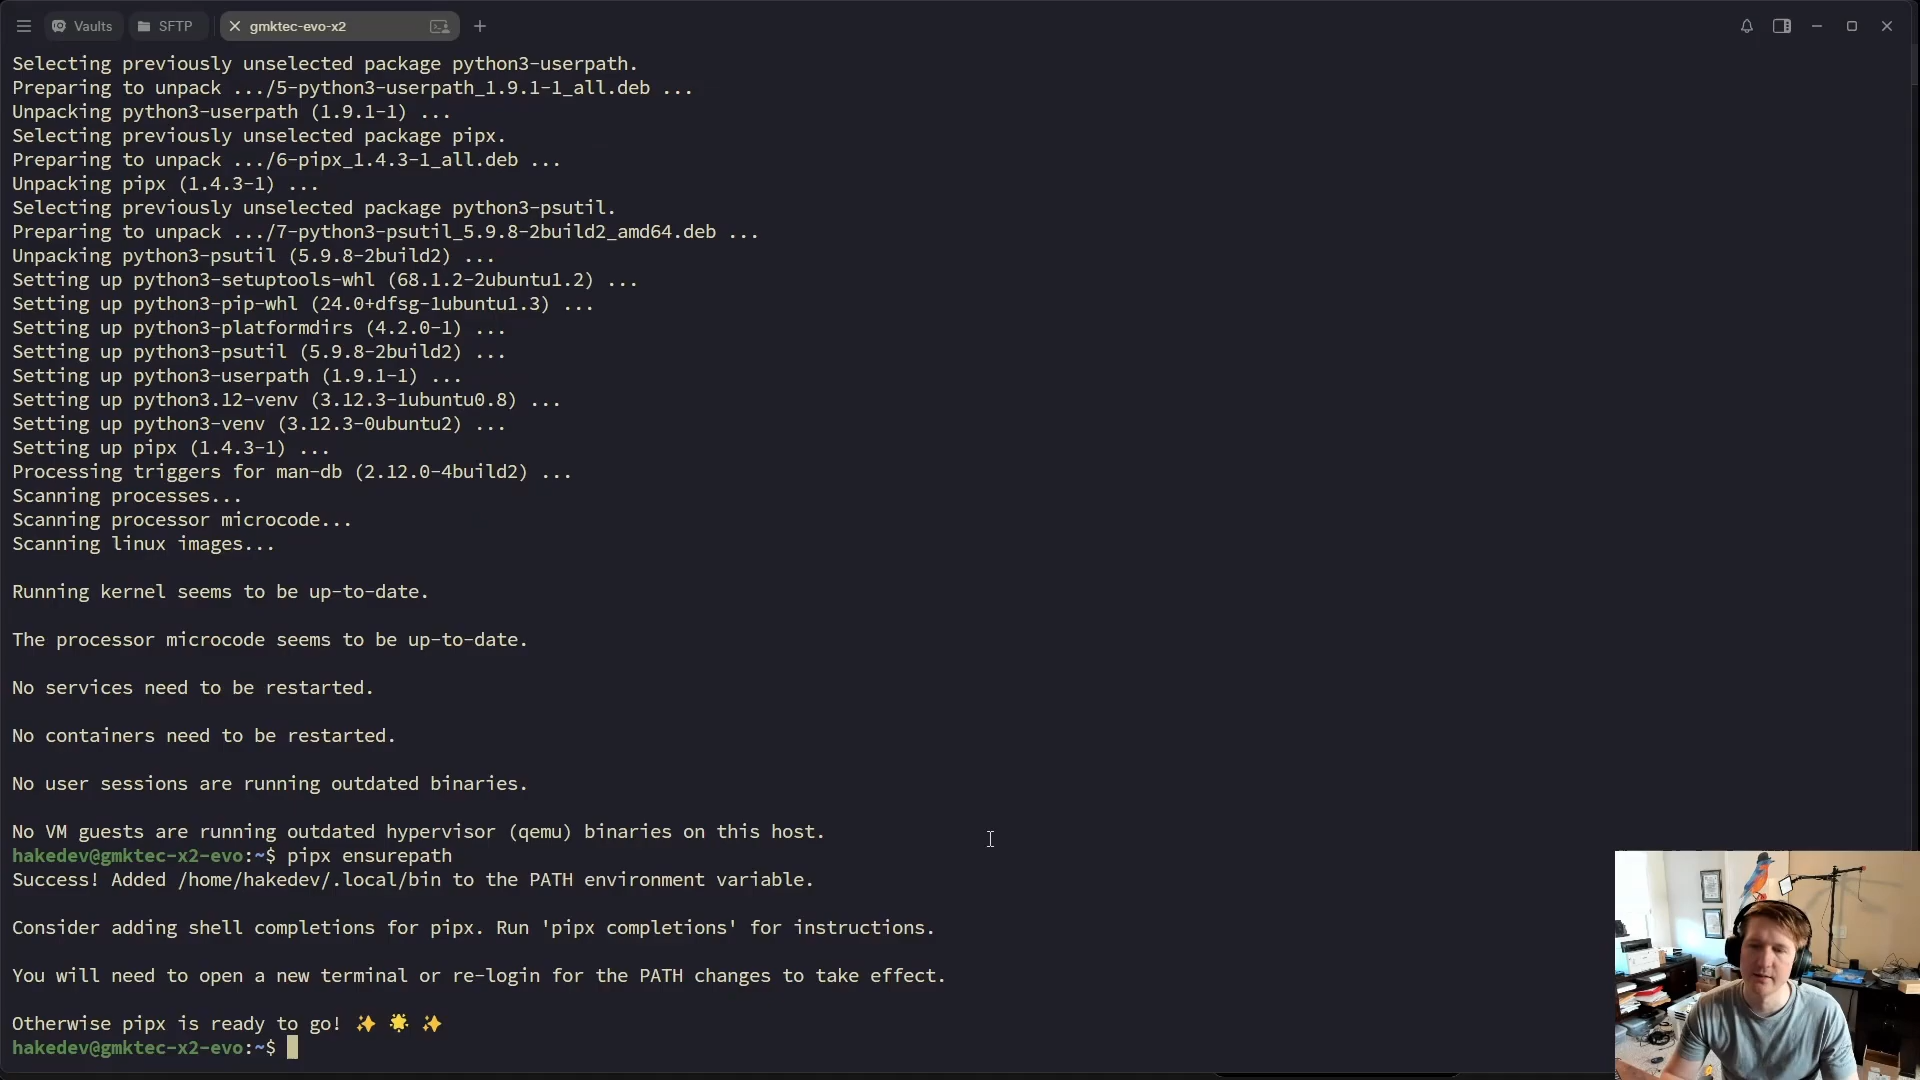 Vaults
SFTP
gmktec-evo-x2
Selecting previously unselected package python3-userpath.
Preparing to unpack .../5-python3-userpath_1.9.1-1_all.deb ...
Unpacking python3-userpath (1.9.1-1) ...
Selecting previously unselected package pipx.
Preparing to unpack .../6-pipx_1.4.3-1_all.deb ...
Unpacking pipx (1.4.3-1) ...
Selecting previously unselected package python3-psutil.
Preparing to unpack .../7-python3-psutil_5.9.8-2build2_amd64.deb ...
Unpacking python3-psutil (5.9.8-2build2) ...
Setting up python3-setuptools-whl (68.1.2-2ubuntu1.2) ...
Setting up python3-pip-whl (24.0+dfsg-1ubuntu1.3) ...
Setting up python3-platformdirs (4.2.0-1) ...
Setting up python3-psutil (5.9.8-2build2) ...
Setting up python3-userpath (1.9.1-1) ...
Setting up python3.12-venv (3.12.3-1ubuntu0.8) ...
Setting up python3-venv (3.12.3-0ubuntu2) ...
Setting up pipx (1.4.3-1) ...
Processing triggers for man-db (2.12.0-4build2) ...
Scanning processes...
Scanning processor microcode...
Scanning linux images...
Running kernel seems to be up-to-date.
The processor microcode seems to be up-to-date.
No services need to be restarted.
No containers need to be restarted.
No user sessions are running outdated binaries.
No VM guests are running outdated hypervisor (qemu) binaries on this host.
hakedev@gmktec-x2-evo:~$ pipx ensurepath
Success! Added /home/hakedev/.local/bin to the PATH environment variable.
Consider adding shell completions for pipx. Run 'pipx completions' for instructions.
You will need to open a new terminal or re-login for the PATH changes to take effect.
Otherwise pipx is ready to go! ✨ 🌟 ✨
hakedev@gmktec-x2-evo:~$